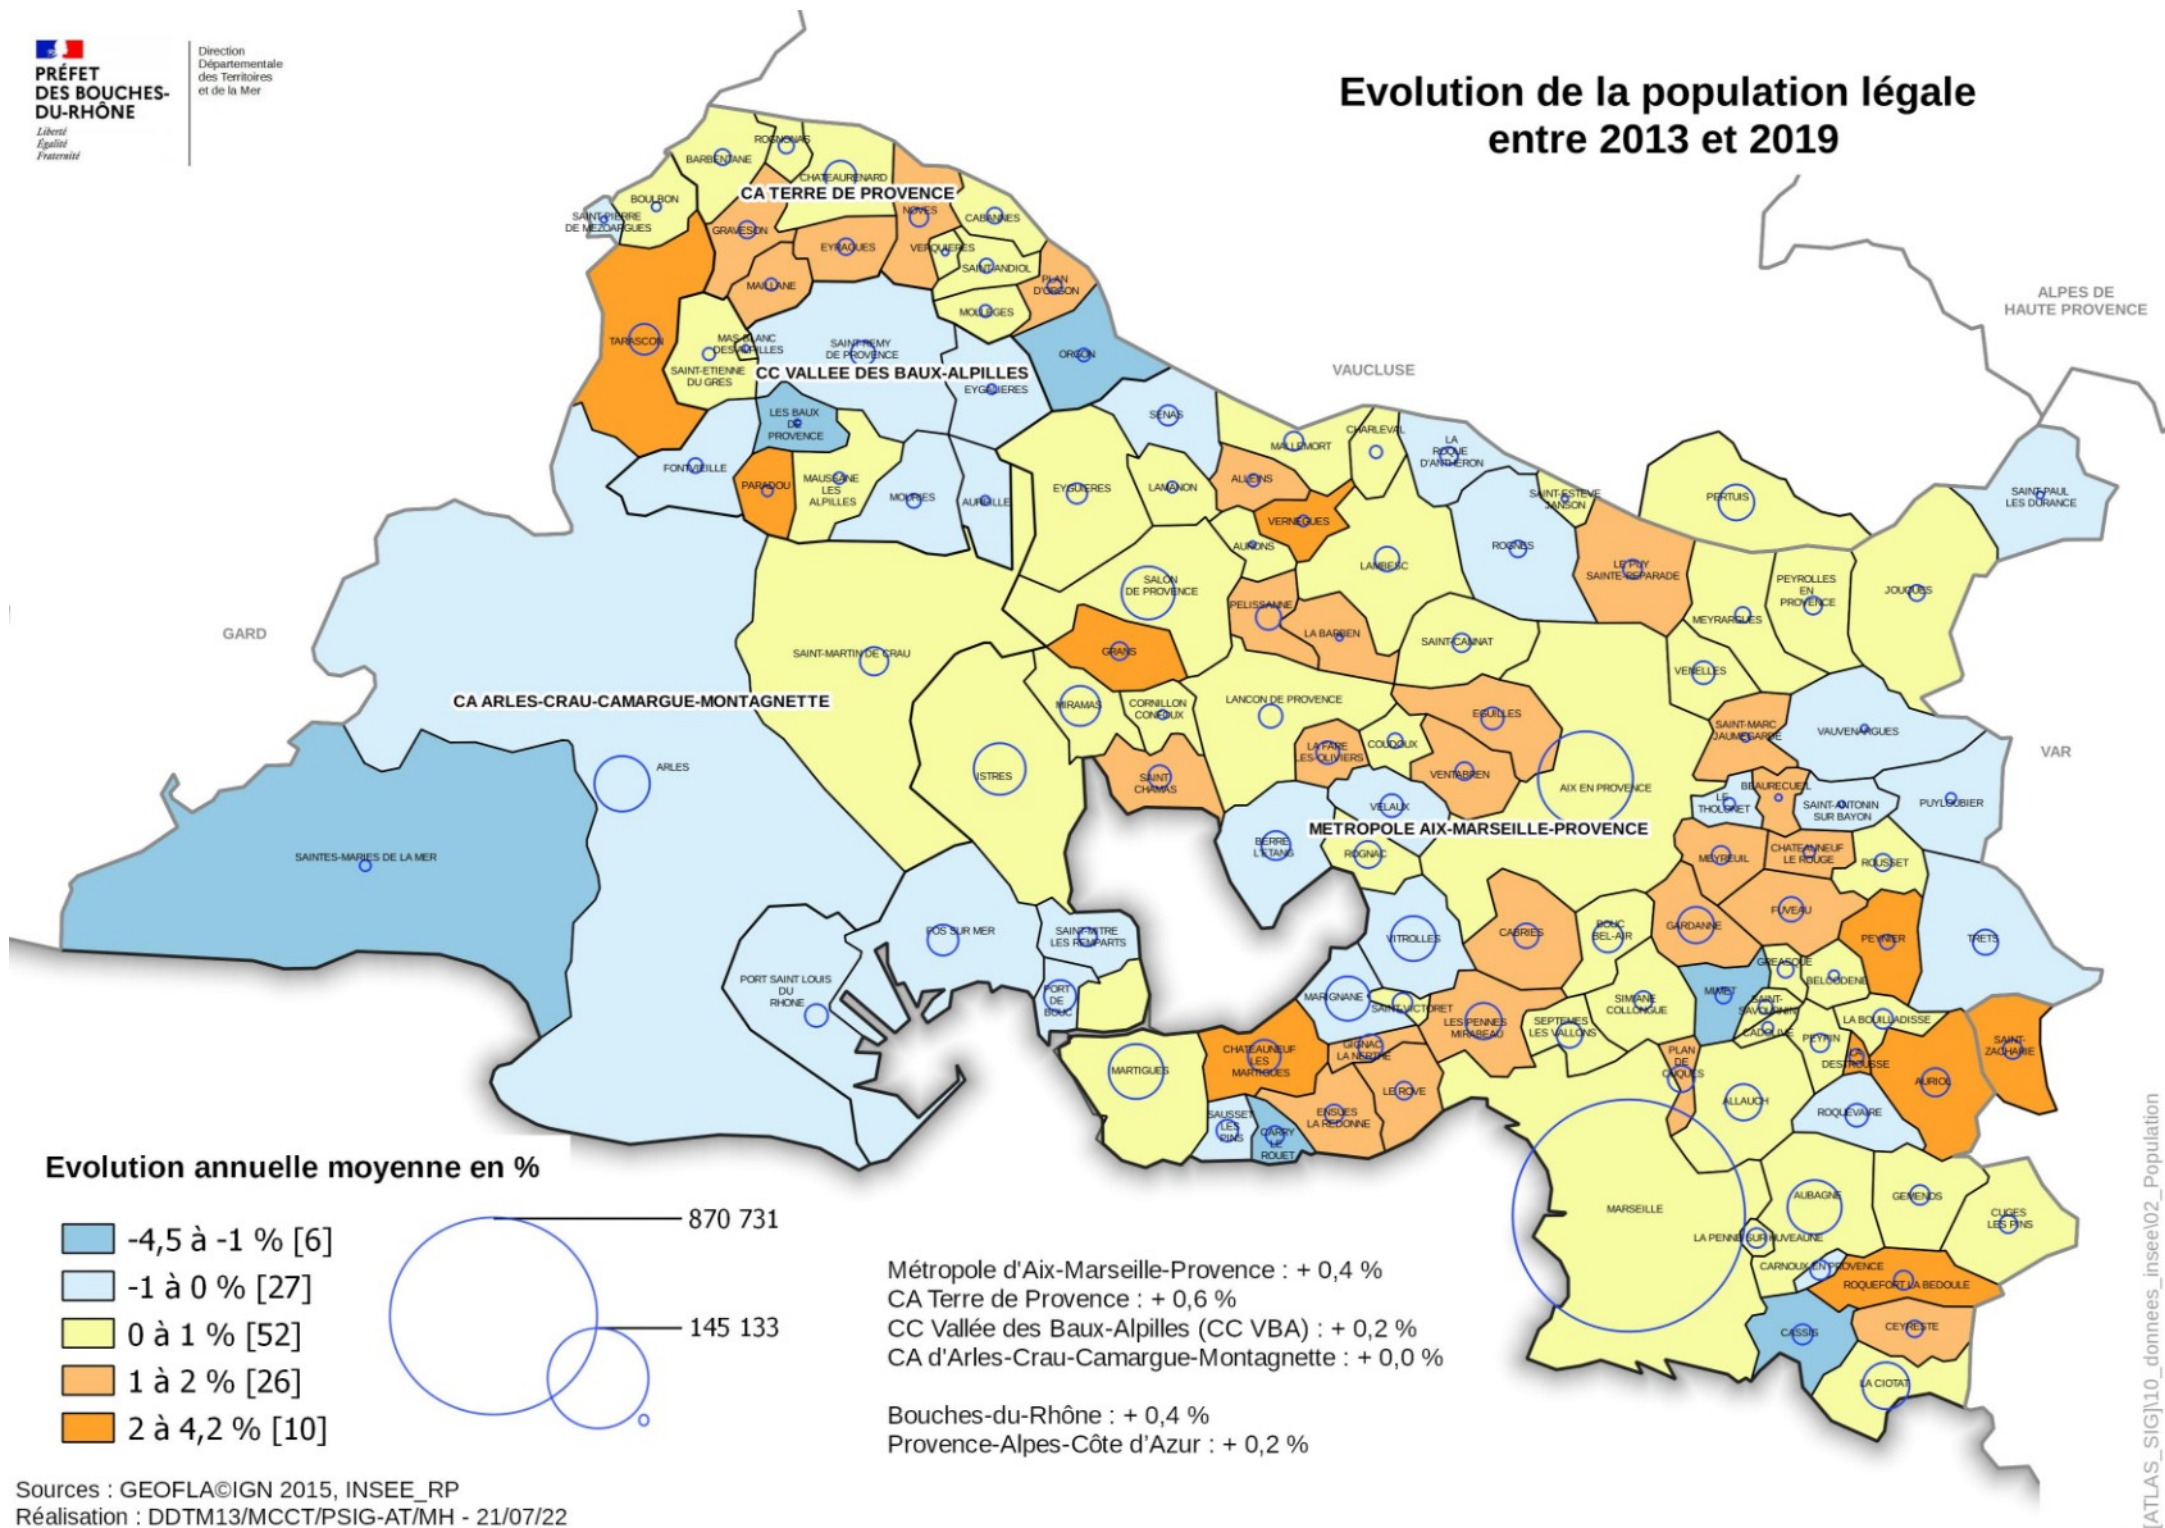 PRÉFET
DES BOUCHES-
DU-RHÔNE
Liberté
Égalité
Fraternité
Direction
Départementale
des Territoires
et de la Mer
Evolution de la population légale
entre 2013 et 2019
ROGNONAS
BARBENTANE
CHATEAURENARD
CA TERRE DE PROVENCE
BOULBON
SAINT-PIERRE
DE MEZOARGUES
NOVES
CABANNES
GRAVESON
EYRAGUES
VERQUIERES
SAINT-ANDIOL
MAILLANE
PLAN
D'ORGON
MOLLEGES
ALPES DE
HAUTE PROVENCE
TARASCON
MAS-BLANC
DES ALPILLES
SAINT-REMY
DE PROVENCE
ORGON
SAINT-ETIENNE
DU GRES
CC VALLEE DES BAUX-ALPILLES
VAUCLUSE
EYGALIERES
LES BAUX
DE
PROVENCE
SENAS
MALLEMORT
CHARLEVAL
LA
ROQUE
D'ANTHERON
FONTVIEILLE
PARADOU
MAUSSANE
LES
ALPILLES
MOURIES
AUREILLE
EYGUIERES
LAMANON
ALLEINS
SAINT-ESTEVE
JANSON
PERTUIS
SAINT-PAUL
LES DURANCE
VERNEGUES
AURONS
LAMBESC
ROGNES
LE PUY
SAINTE-REPARADE
SALON
DE PROVENCE
PEYROLLES
EN
PROVENCE
JOUQUES
PELISSANNE
MEYRARGUES
GARD
LA BARBEN
SAINT-CANNAT
SAINT-MARTIN DE CRAU
GRANS
VENELLES
CA ARLES-CRAU-CAMARGUE-MONTAGNETTE
MIRAMAS
CORNILLON
CONFOUX
LANCON DE PROVENCE
EGUILLES
SAINT-MARC
JAUMEGARDE
VAUVENARGUES
VAR
LA FARE
LES-OLIVIERS
COUDOUX
ARLES
ISTRES
SAINT
CHAMAS
VENTABREN
AIX EN PROVENCE
BEAURECUEIL
LE
THOLONET
SAINT-ANTONIN
SUR BAYON
PUYLOUBIER
VELAUX
METROPOLE AIX-MARSEILLE-PROVENCE
BERRE
L'ETANG
ROGNAC
MEYREUIL
CHATEAUNEUF
LE ROUGE
ROUSSET
SAINTES-MARIES DE LA MER
FUVEAU
FOS SUR MER
SAINT-MITRE
LES REMPARTS
VITROLLES
CABRIES
BOUC
BEL-AIR
GARDANNE
PEYNIER
TRETS
GREASQUE
BELCODENE
PORT SAINT LOUIS
DU
RHONE
PORT
DE
BOUC
MARIGNANE
SAINT-VICTORET
SIMIANE
COLLONGUE
MIMET
SAINT-
SAVOURNIN
LES PENNES
MIRABEAU
SEPTEMES
LES VALLONS
CADOLIVE
LA BOUILLADISSE
PEYPIN
SAINT-
ZACHARIE
MARTIGUES
CHATEAUNEUF
LES
MARTIGUES
GIGNAC
LA NERTHE
PLAN
DE
CUQUES
LA
DESTROUSSE
AURIOL
LE ROVE
ALLAUCH
ROQUEVAIRE
SAUSSET
LES
PINS
CARRY
LE
ROUET
ENSUES
LA REDONNE
MARSEILLE
AUBAGNE
GEMENOS
CUGES
LES PINS
LA PENNE SUR HUVEAUNE
CARNOUX EN PROVENCE
ROQUEFORT LA BEDOULE
CASSIS
CEYRESTE
LA CIOTAT
Evolution annuelle moyenne en %
-4,5 à -1 % [6]
-1 à 0 % [27]
0 à 1 % [52]
1 à 2 % [26]
2 à 4,2 % [10]
870 731
145 133
Métropole d'Aix-Marseille-Provence : + 0,4 %
CA Terre de Provence : + 0,6 %
CC Vallée des Baux-Alpilles (CC VBA) : + 0,2 %
CA d'Arles-Crau-Camargue-Montagnette : + 0,0 %
Bouches-du-Rhône : + 0,4 %
Provence-Alpes-Côte d'Azur : + 0,2 %
Sources : GEOFLA©IGN 2015, INSEE_RP
Réalisation : DDTM13/MCCT/PSIG-AT/MH - 21/07/22
[ATLAS_SIG]\10_donnees_insee\02_Population